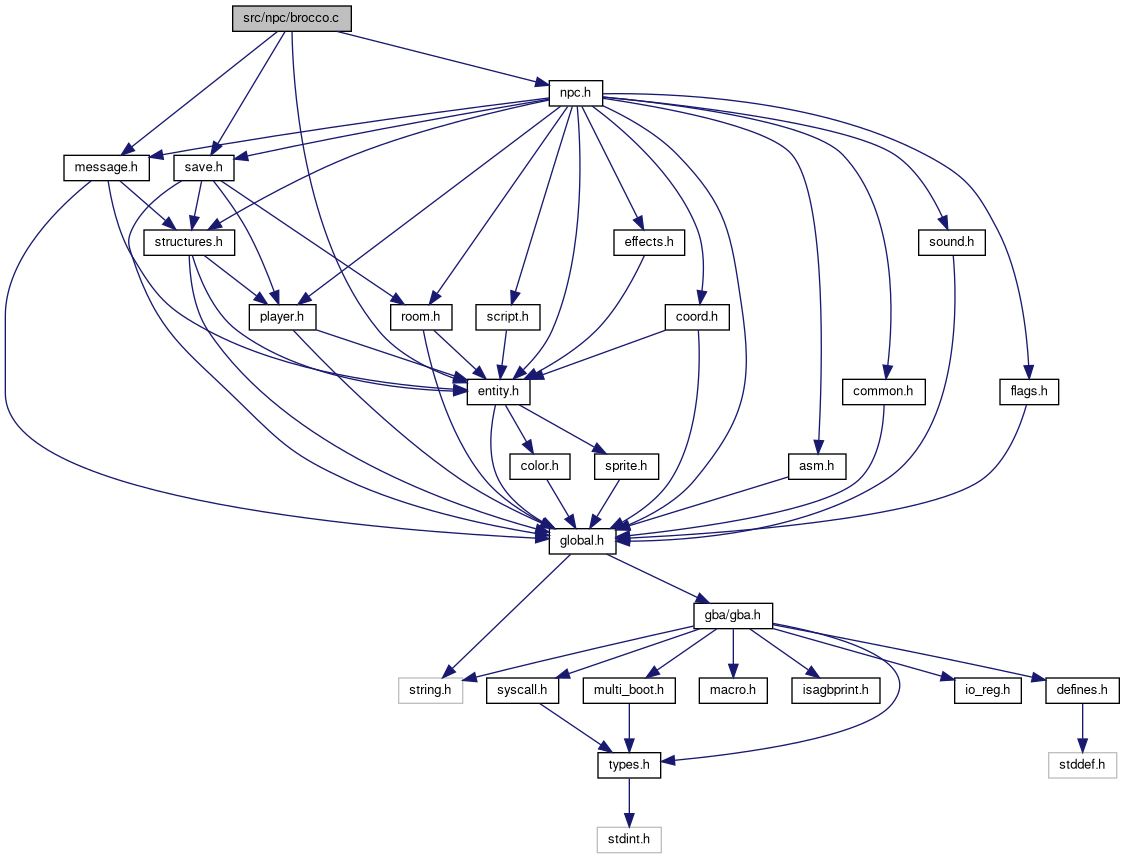 src/npc/brocco.c
npc.h
message.h
save.h
structures.h
effects.h
sound.h
player.h
room.h
script.h
coord.h
entity.h
common.h
flags.h
color.h
sprite.h
asm.h
global.h
gba/gba.h
string.h
syscall.h
multi_boot.h
macro.h
isagbprint.h
io_reg.h
defines.h
types.h
stddef.h
stdint.h